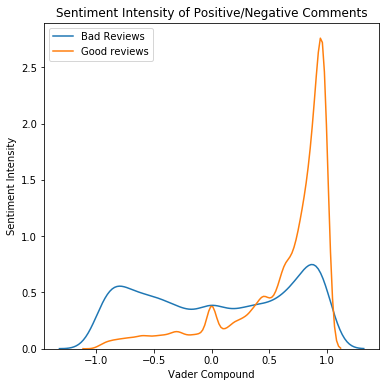 Sentiment Intensity of Positive/Negative Comments
Bad Reviews
Good reviews
Sentiment Intensity
2.5
2.0
1.5
1.0
0.5
0.0
−1.0 −0.5 0.0 0.5 1.0
Vader Compound